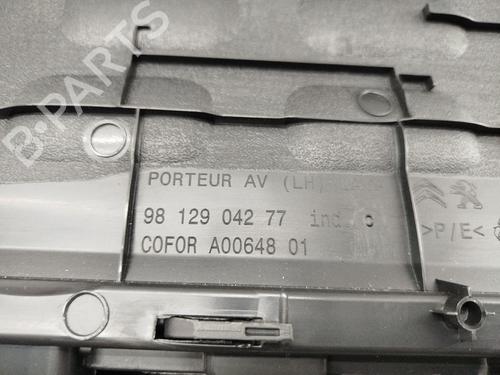 B-PARTS
PORTEUR AV (LH)
98 129 042 77 ind
COFOR A00648 01
>P/E<